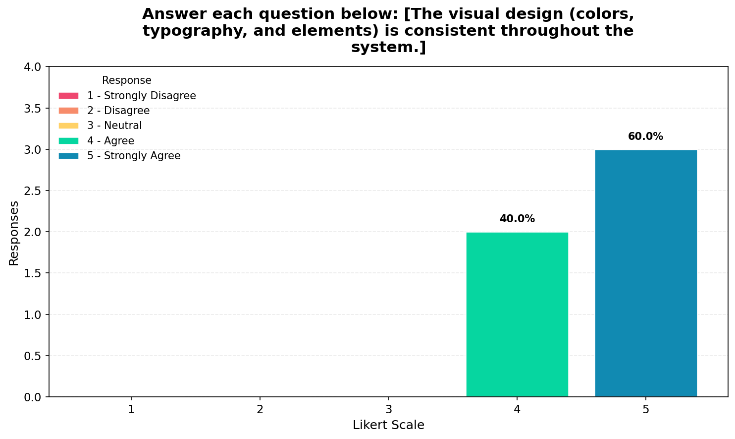 Answer each question below: [The visual design (colors,
typography, and elements) is consistent throughout the
system.]
4.0
3.5
3.0
2.5
2.0
1.5
1.0
0.5
0.0
Responses
Response
1 - Strongly Disagree
2 - Disagree
3 - Neutral
4 - Agree
5 - Strongly Agree
40.0%
60.0%
1
2
3
4
5
Likert Scale